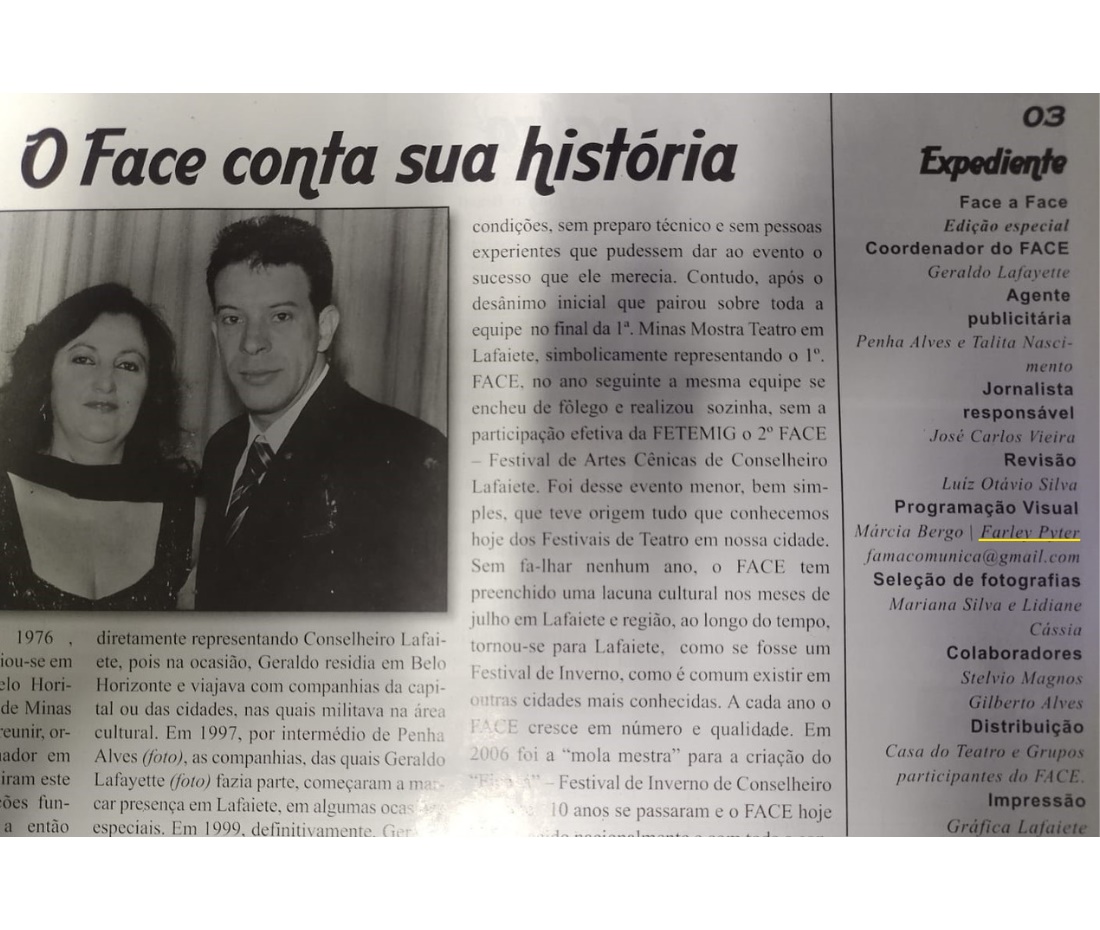 O Face conta sua história
1976 ,
iou-se em
elo Hori-
de Minas
reunir, or-
nador em
iram este
ções fun-
a então
diretamente representando Conselheiro Lafai-
ete, pois na ocasião, Geraldo residia em Belo
Horizonte e viajava com companhias da capi-
tal ou das cidades, nas quais militava na área
cultural. Em 1997, por intermédio de Penha
Alves (foto), as companhias, das quais Geraldo
Lafayette (foto) fazia parte, começaram a mar-
car presença em Lafaiete, em algumas ocas
especiais. Em 1999, definitivamente, Ger
condições, sem preparo técnico e sem pessoas
experientes que pudessem dar ao evento o
sucesso que ele merecia. Contudo, após o
desânimo inicial que pairou sobre toda a
equipe no final da 1ª. Minas Mostra Teatro em
Lafaiete, simbolicamente representando o 1º.
FACE, no ano seguinte a mesma equipe se
encheu de fôlego e realizou sozinha, sem a
participação efetiva da FETEMIG o 2º FACE
– Festival de Artes Cênicas de Conselheiro
Lafaiete. Foi desse evento menor, bem sim-
ples, que teve origem tudo que conhecemos
hoje dos Festivais de Teatro em nossa cidade.
Sem fa-lhar nenhum ano, o FACE tem
preenchido uma lacuna cultural nos meses de
julho em Lafaiete e região, ao longo do tempo,
tornou-se para Lafaiete, como se fosse um
Festival de Inverno, como é comum existir em
outras cidades mais conhecidas. A cada ano o
FACE cresce em número e qualidade. Em
2006 foi a “mola mestra” para a criação do
– Festival de Inverno de Conselheiro
10 anos se passaram e o FACE hoje
03
Expediente
Face a Face
Edição especial
Coordenador do FACE
Geraldo Lafayette
Agente
publicitária
Penha Alves e Talita Nasci-
mento
Jornalista
responsável
José Carlos Vieira
Revisão
Luiz Otávio Silva
Programação Visual
Márcia Bergo | Farley Pyter
famacomunica@gmail.com
Seleção de fotografias
Mariana Silva e Lidiane
Cássia
Colaboradores
Stelvio Magnos
Gilberto Alves
Distribuição
Casa do Teatro e Grupos
participantes do FACE.
Impressão
Gráfica Lafaiete